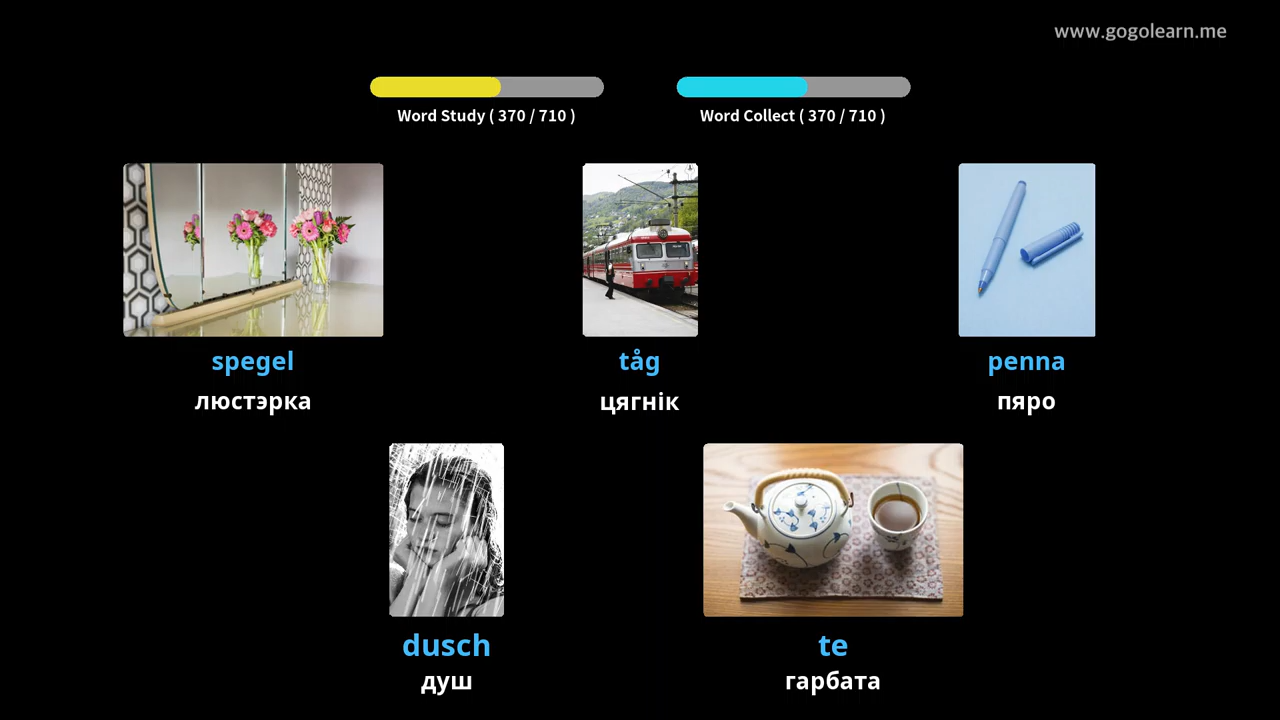 www.gogolearn.me
Word Study ( 370 / 710 )
Word Collect ( 370 / 710 )
spegel
tåg
penna
люстэрка
цягнік
пяро
dusch
te
душ
гарбата